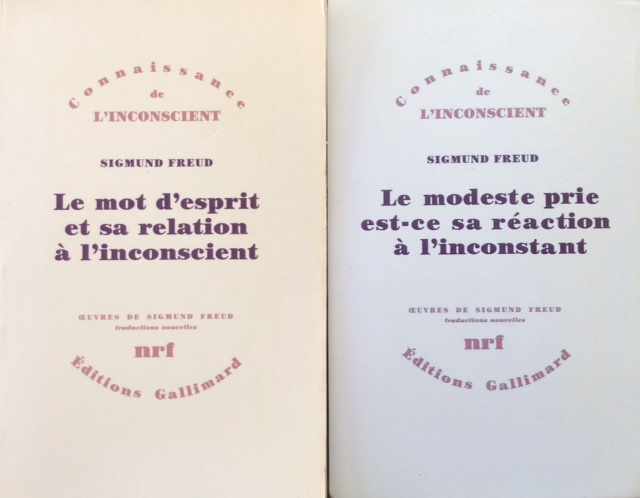 Connaissance
de
L'INCONSCIENT
SIGMUND FREUD
Le mot d'esprit
et sa relation
à l'inconscient
ŒUVRES DE SIGMUND FREUD
traductions nouvelles
nrf
Éditions Gallimard
Connaissance
de
L'INCONSCIENT
SIGMUND FREUD
Le modeste prie
est-ce sa réaction
à l'inconstant
ŒUVRES DE SIGMUND FREUD
traductions nouvelles
nrf
Éditions Gallimard